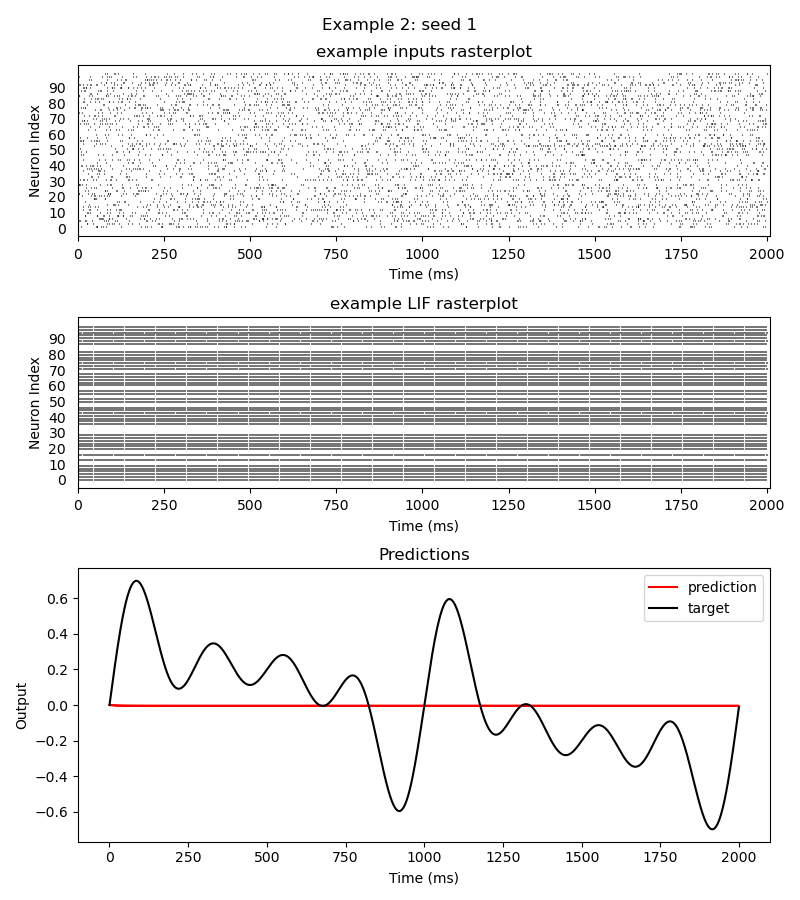 Example 2: seed 1
example inputs rasterplot
Neuron Index
90
80
70
60
50
40
30
20
10
0
0 250 500 750 1000 1250 1500 1750 2000
Time (ms)
example LIF rasterplot
Neuron Index
90
80
70
60
50
40
30
20
10
0
0 250 500 750 1000 1250 1500 1750 2000
Time (ms)
Predictions
prediction
target
Output
0.6
0.4
0.2
0.0
−0.2
−0.4
−0.6
0 250 500 750 1000 1250 1500 1750 2000
Time (ms)